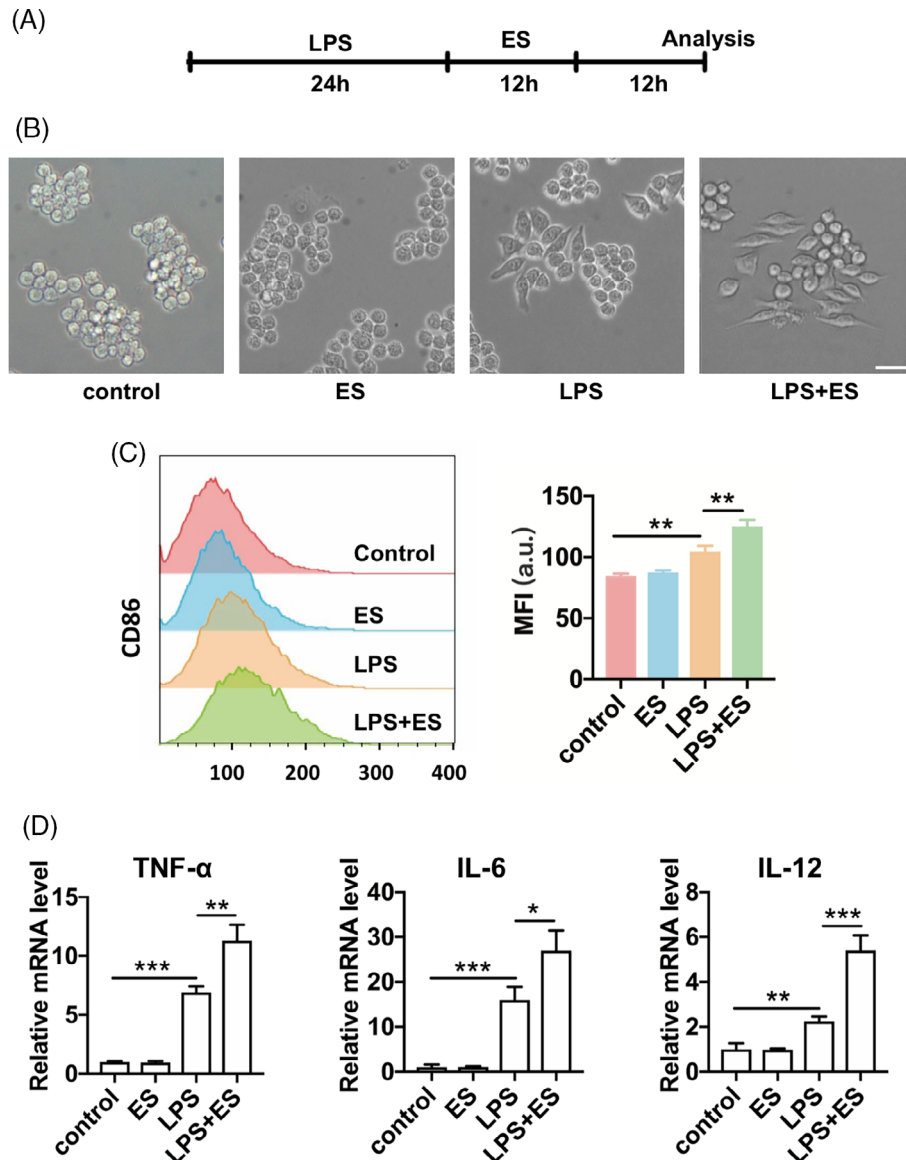 (A)
LPS ES Analysis
24h 12h 12h
(B)
control ES LPS LPS+ES
(C)
CD86
Control
ES
LPS
LPS+ES
100 200 300 400
MFI (a.u.)
150
100
50
0
** **
control ES LPS LPS+ES
(D)
TNF-α
Relative mRNA level
15
10
5
0
*** **
control ES LPS LPS+ES
IL-6
Relative mRNA level
40
30
20
10
0
*** *
control ES LPS LPS+ES
IL-12
Relative mRNA level
8
6
4
2
0
** ***
control ES LPS LPS+ES